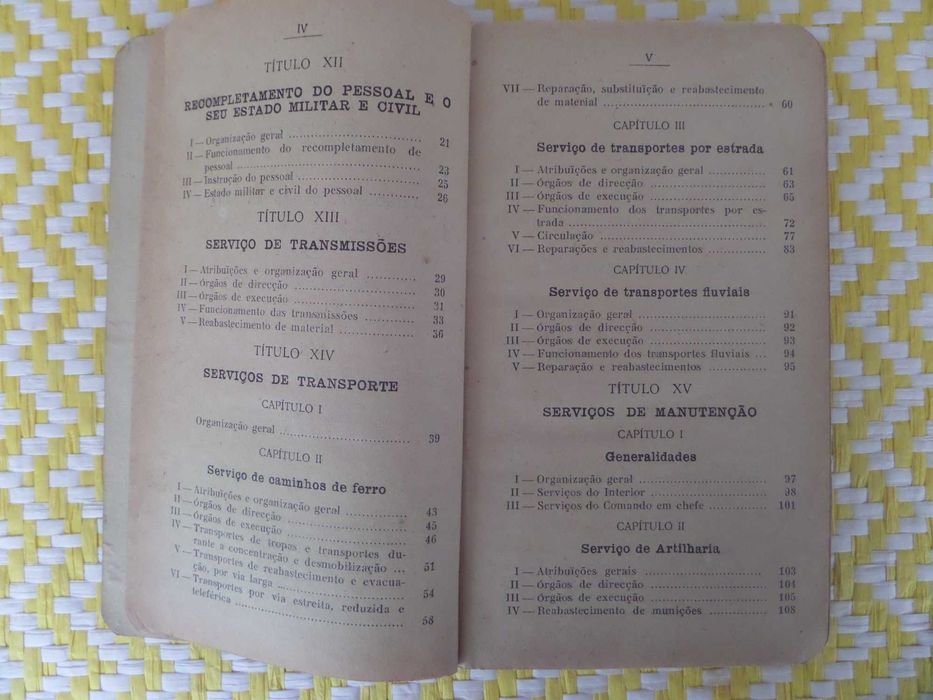 IV
TÍTULO XII
RECOMPLETAMENTO DO PESSOAL E O
SEU ESTADO MILITAR E CIVIL
I — Organização geral .................... 21
II — Funcionamento do recompletamento de
pessoal .................... 23
III — Instrução do pessoal .................... 25
IV — Estado militar e civil do pessoal .......... 26
TÍTULO XIII
SERVIÇO DE TRANSMISSÕES
I — Atribuïções e organização geral .......... 29
II — Órgãos de direcção .................... 30
III — Órgãos de execução .................... 31
IV — Funcionamento das transmissões .......... 33
V — Reabastecimento de material .......... 36
TÍTULO XIV
SERVIÇOS DE TRANSPORTE
CAPÍTULO I
Organização geral .................... 39
CAPÍTULO II
Serviço de caminhos de ferro
I — Atribuïções e organização geral .......... 43
II — Órgãos de direcção .................... 45
III — Órgãos de execução .................... 46
IV — Transportes de tropas e transportes du-
rante a concentração e desmobilização ... 51
V — Transportes de reabastecimento e evacua-
ção, por via larga .................... 54
VI — Transportes por via estreita, reduzida e
teleférica .................... 58
V
VII — Reparação, substituïção e reabastecimento
de material .................... 60
CAPÍTULO III
Serviço de transportes por estrada
I — Atribuïções e organização geral .......... 61
II — Órgãos de direcção .................... 63
III — Órgãos de execução .................... 65
IV — Funcionamento dos transportes por es-
trada .................... 72
V — Circulação .................... 77
VI — Reparações e reabastecimentos .......... 83
CAPÍTULO IV
Serviço de transportes fluviais
I — Organização geral .................... 91
II — Órgãos de direcção .................... 92
III — Órgãos de execução .................... 93
IV — Funcionamento dos transportes fluviais ... 94
V — Reparação e reabastecimentos .......... 95
TÍTULO XV
SERVIÇOS DE MANUTENÇÃO
CAPÍTULO I
Generalidades
I — Organização geral .................... 97
II — Serviços do Interior .................... 98
III — Serviços do Comando em chefe .......... 101
CAPÍTULO II
Serviço de Artilharia
I — Atribuïções gerais .................... 103
II — Órgãos de direcção .................... 104
III — Órgãos de execução .................... 105
IV — Reabastecimento de munições .......... 108